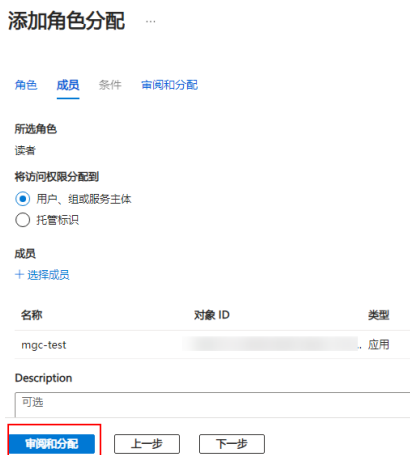 添加角色分配 ...
角色 成员 条件 审阅和分配
所选角色
读者
将访问权限分配到
用户、组或服务主体
托管标识
成员
+ 选择成员
名称 对象 ID 类型
mgc-test . 应用
Description
可选
审阅和分配 上一步 下一步